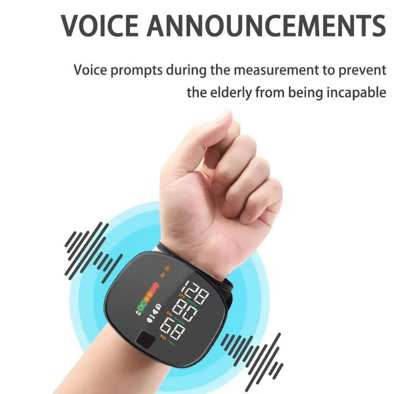 VOICE ANNOUNCEMENTS
Voice prompts during the measurement to prevent
the elderly from being incapable
128
80
68